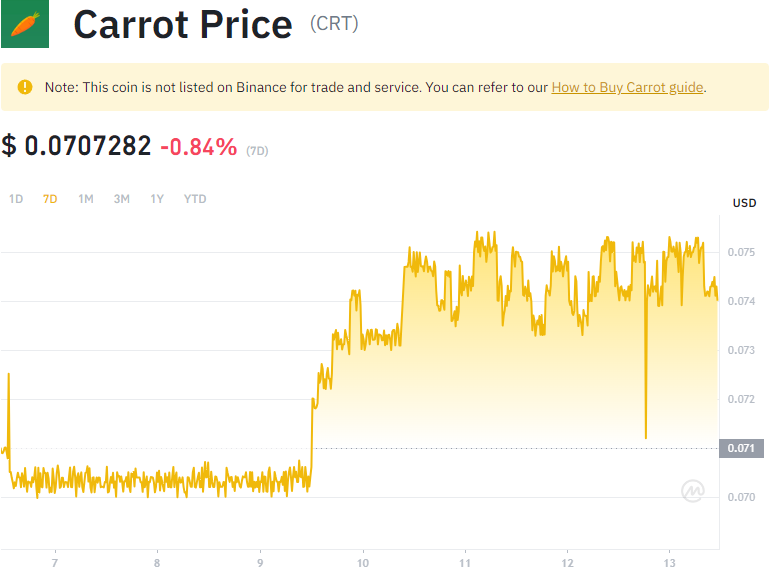 Carrot Price (CRT)
Note: This coin is not listed on Binance for trade and service. You can refer to our How to Buy Carrot guide.
$ 0.0707282 -0.84% (7D)
1D 7D 1M 3M 1Y YTD
USD
0.075
0.074
0.073
0.072
0.071
0.070
7 8 9 10 11 12 13